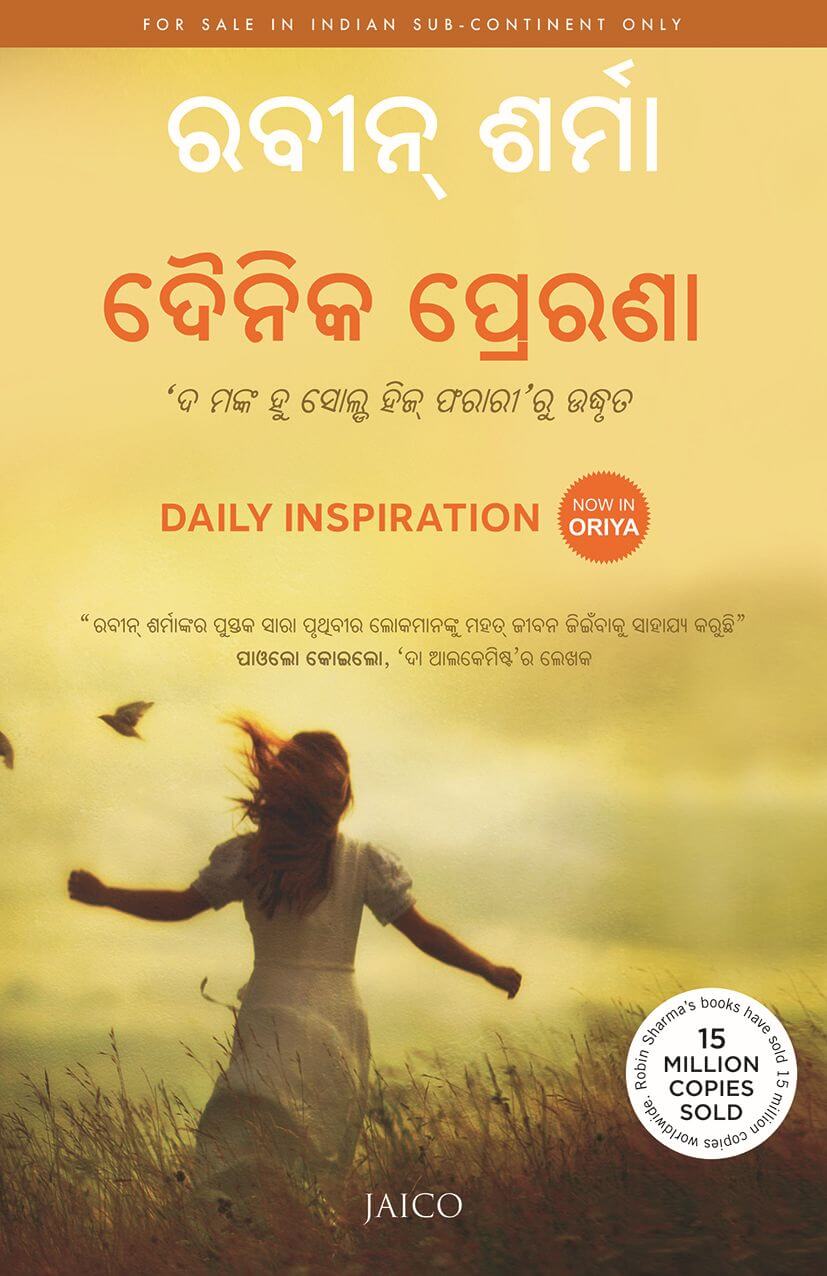 FOR SALE IN INDIAN SUB-CONTINENT ONLY
ରବୀନ୍ ଶର୍ମା
ଦୈନିକ ପ୍ରେରଣା
‘ଦ ମଙ୍କ ହୁ ସୋଲ୍ଡ ହିଜ୍ ଫରାରୀ’ରୁ ଉଦ୍ଧୃତ
DAILY INSPIRATION
NOW IN
ORIYA
“ରବୀନ୍ ଶର୍ମାଙ୍କର ପୁସ୍ତକ ସାରା ପୃଥିବୀର ଲୋକମାନଙ୍କୁ ମହତ୍ ଜୀବନ ଜିଇଁବାକୁ ସାହାଯ୍ୟ କରୁଛି”
ପାଓଲୋ କୋଇଲୋ, ‘ଦା ଆଲକେମିଷ୍ଟ’ର ଲେଖକ
Robin Sharma’s books have sold 15 million copies worldwide.
15
MILLION
COPIES
SOLD
JAICO